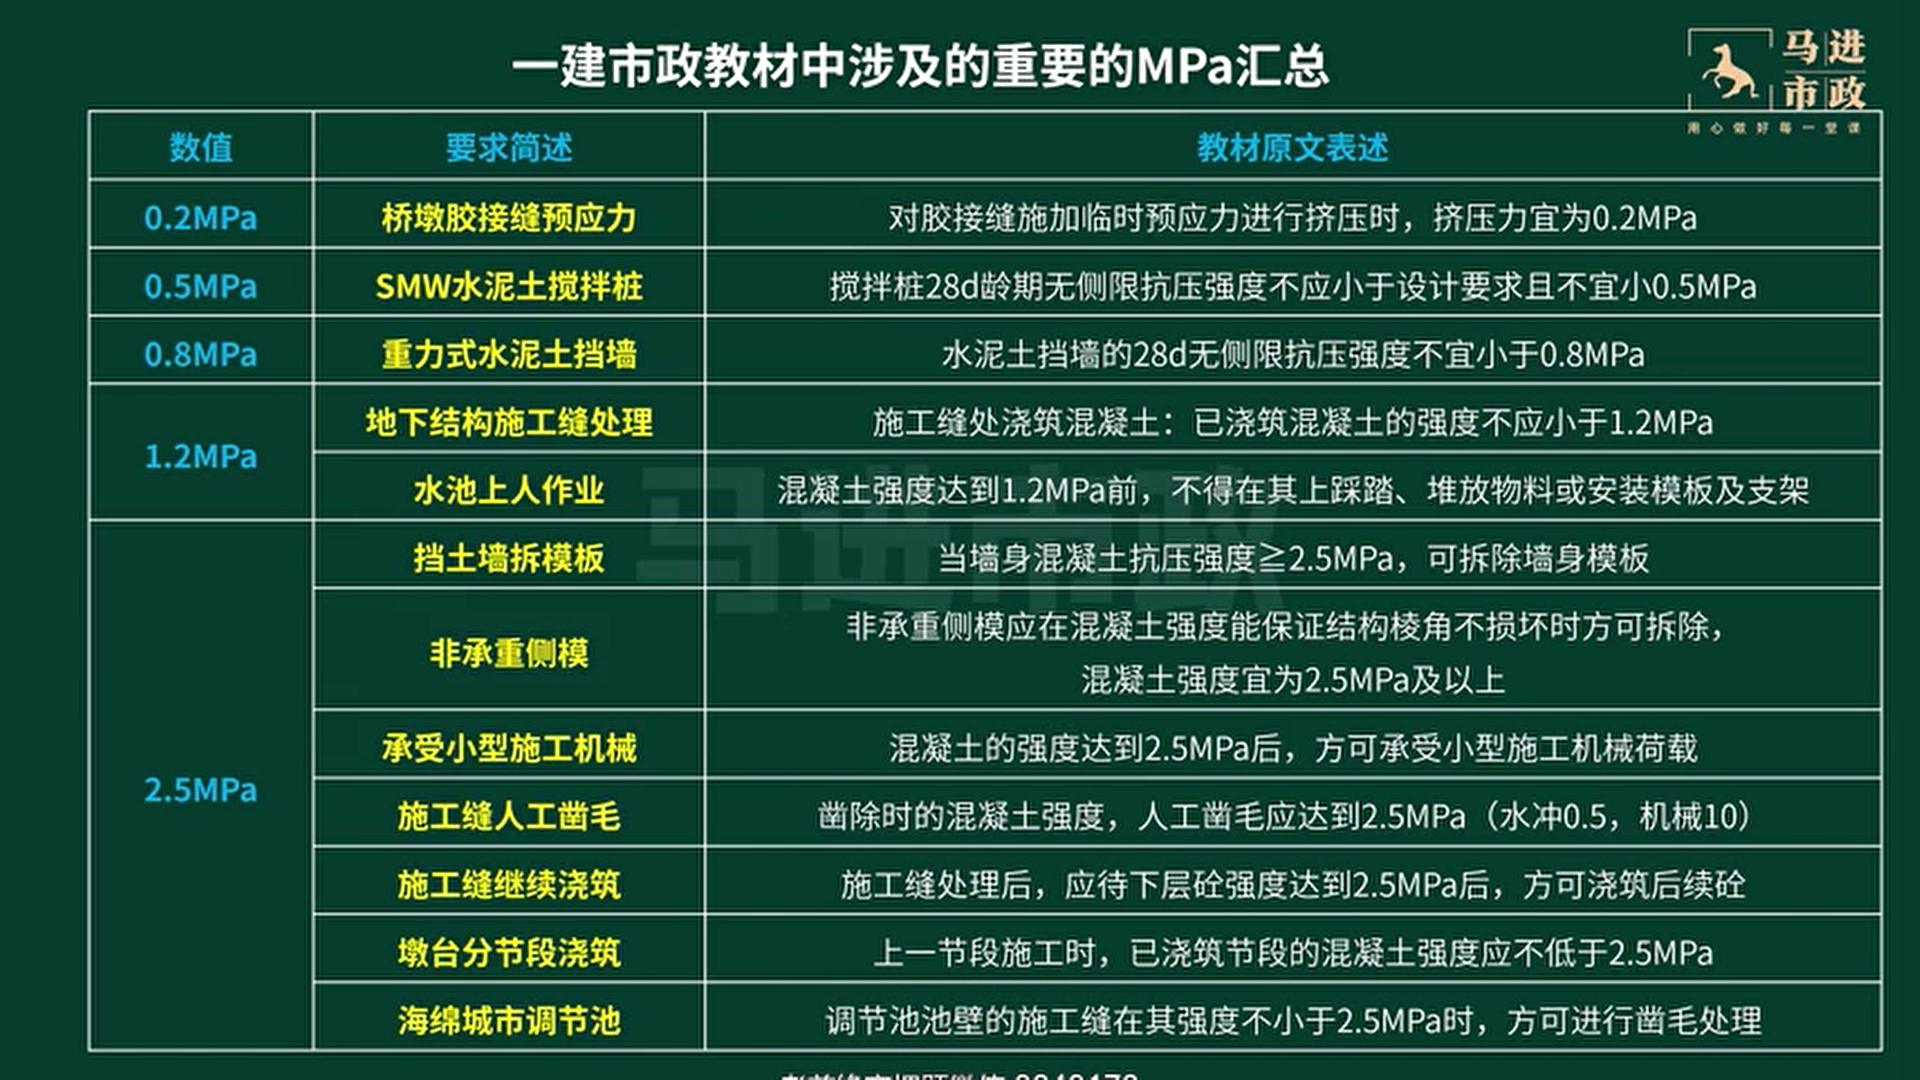 一建市政教材中涉及的重要的MPa汇总
马进
市政
用心做好每一堂课
数值 要求简述 教材原文表述
0.2MPa 桥墩胶接缝预应力 对胶接缝施加临时预应力进行挤压时，挤压力宜为0.2MPa
0.5MPa SMW水泥土搅拌桩 搅拌桩28d龄期无侧限抗压强度不应小于设计要求且不宜小0.5MPa
0.8MPa 重力式水泥土挡墙 水泥土挡墙的28d无侧限抗压强度不宜小于0.8MPa
1.2MPa 地下结构施工缝处理 施工缝处浇筑混凝土：已浇筑混凝土的强度不应小于1.2MPa
水池上人作业 混凝土强度达到1.2MPa前，不得在其上踩踏、堆放物料或安装模板及支架
2.5MPa 挡土墙拆模板 当墙身混凝土抗压强度≧2.5MPa，可拆除墙身模板
非承重侧模 非承重侧模应在混凝土强度能保证结构棱角不损坏时方可拆除，
混凝土强度宜为2.5MPa及以上
承受小型施工机械 混凝土的强度达到2.5MPa后，方可承受小型施工机械荷载
施工缝人工凿毛 凿除时的混凝土强度，人工凿毛应达到2.5MPa（水冲0.5，机械10）
施工缝继续浇筑 施工缝处理后，应待下层砼强度达到2.5MPa后，方可浇筑后续砼
墩台分节段浇筑 上一节段施工时，已浇筑节段的混凝土强度应不低于2.5MPa
海绵城市调节池 调节池池壁的施工缝在其强度不小于2.5MPa时，方可进行凿毛处理
马进市政